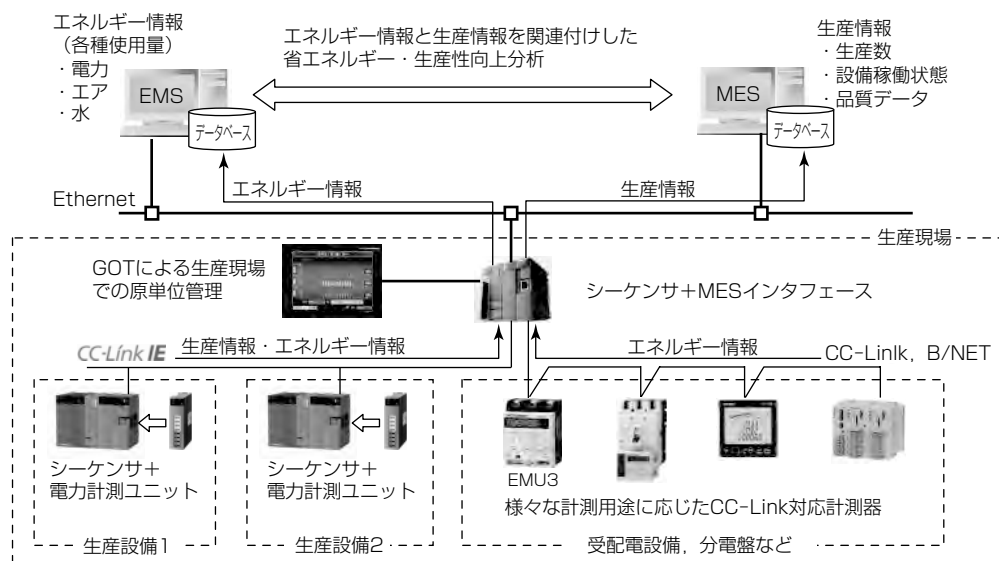 エネルギー情報
（各種使用量）
・電力
・エア
・水
エネルギー情報と生産情報を関連付けした
省エネルギー・生産性向上分析
生産情報
・生産数
・設備稼働状態
・品質データ
EMS
データベース
MES
データベース
エネルギー情報
生産情報
Ethernet
生産現場
GOTによる生産現場
での原単位管理
シーケンサ＋MESインタフェース
CC-Link IE
生産情報・エネルギー情報
エネルギー情報
CC-Linlk，B/NET
シーケンサ＋
電力計測ユニット
シーケンサ＋
電力計測ユニット
EMU3
様々な計測用途に応じたCC-Link対応計測器
生産設備1
生産設備2
受配電設備，分電盤など